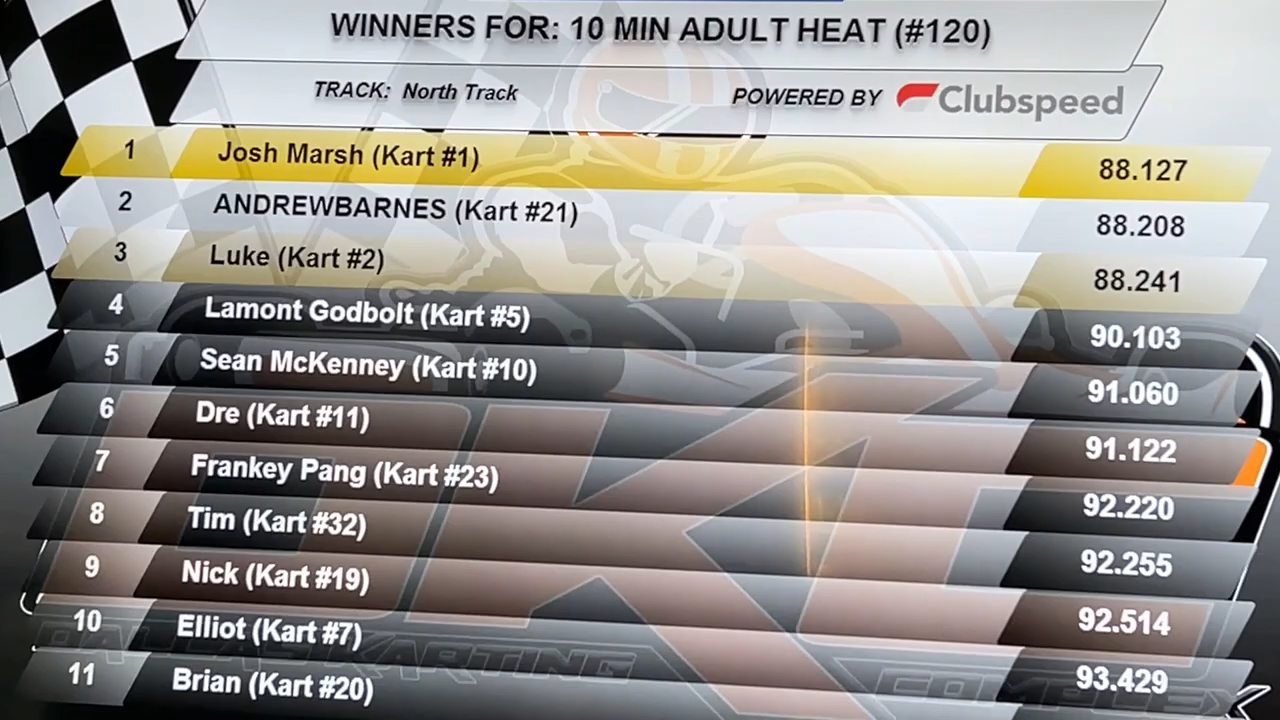 WINNERS FOR: 10 MIN ADULT HEAT (#120)
TRACK: North Track POWERED BY Clubspeed
1 Josh Marsh (Kart #1) 88.127
2 ANDREWBARNES (Kart #21) 88.208
3 Luke (Kart #2) 88.241
4 Lamont Godbolt (Kart #5) 90.103
5 Sean McKenney (Kart #10) 91.060
6 Dre (Kart #11) 91.122
7 Frankey Pang (Kart #23) 92.220
8 Tim (Kart #32) 92.255
9 Nick (Kart #19) 92.514
10 Elliot (Kart #7) 93.429
11 Brian (Kart #20)
DKC
DALLAS KARTING COMPLEX